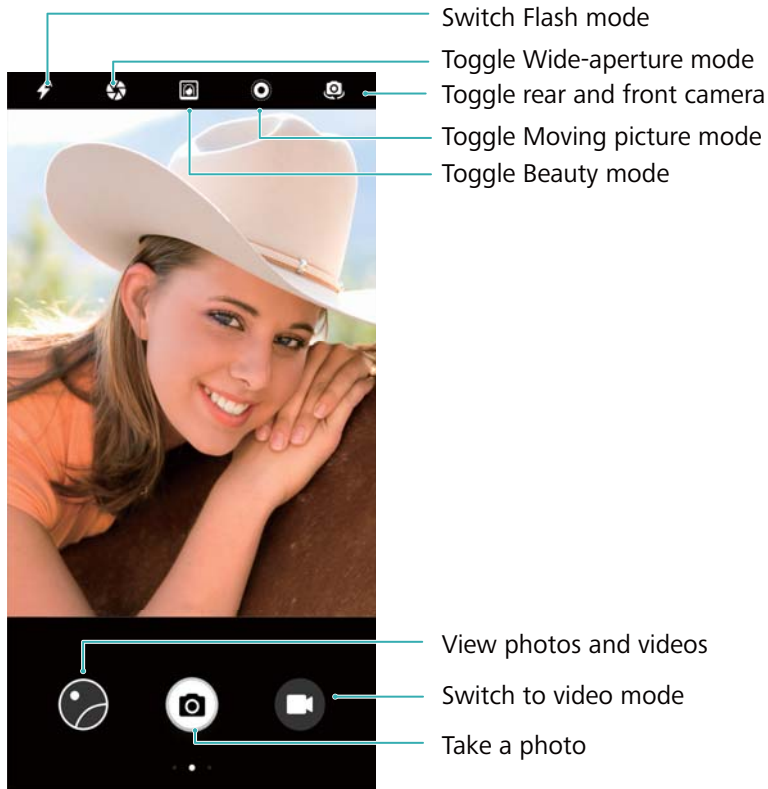 Switch Flash mode
Toggle Wide-aperture mode
Toggle rear and front camera
Toggle Moving picture mode
Toggle Beauty mode
View photos and videos
Switch to video mode
Take a photo